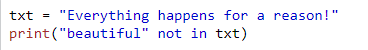 txt = "Everything happens for a reason!"
print("beautiful" not in txt)